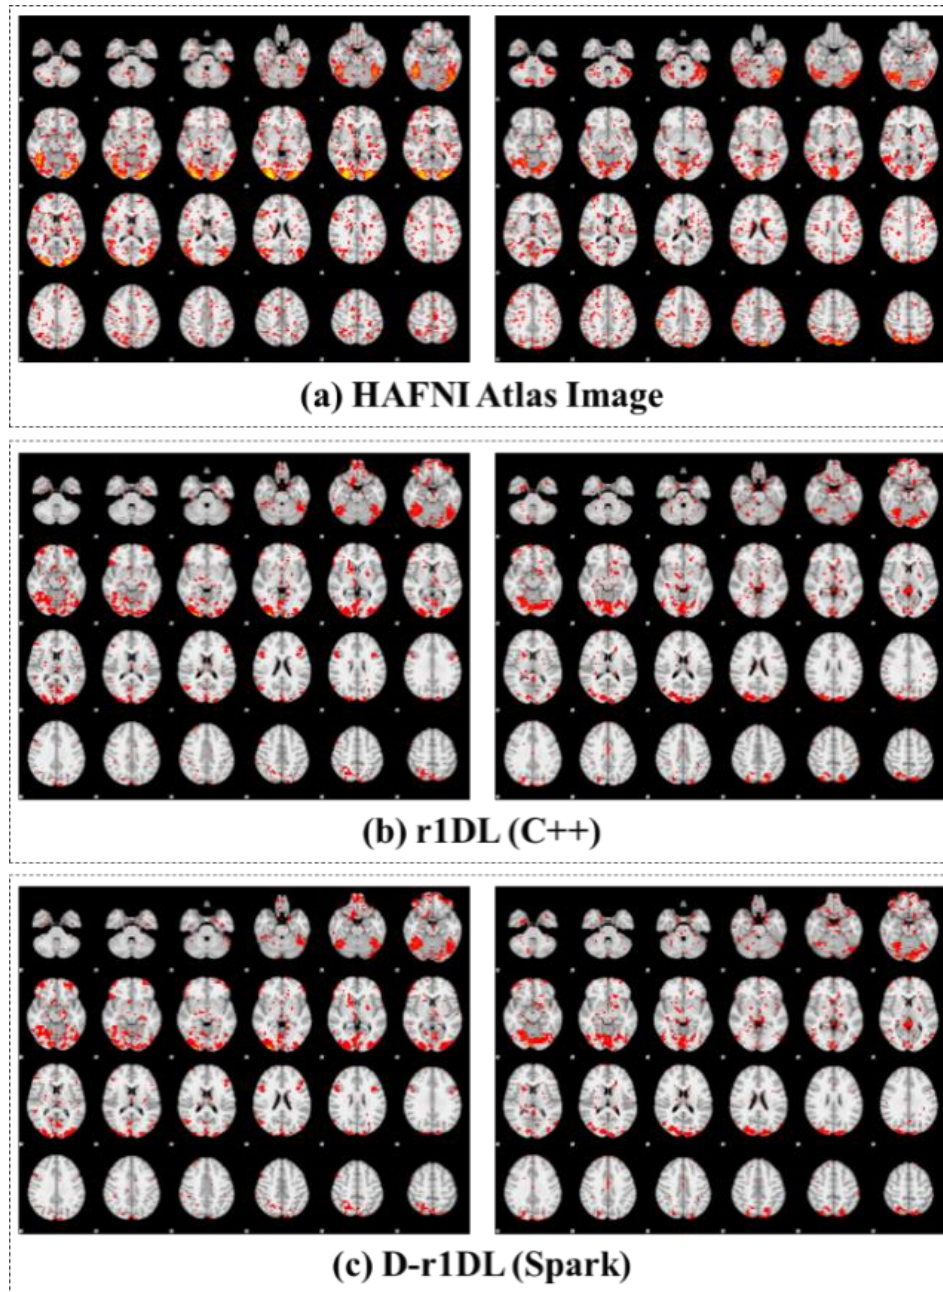 (a) HAFNI Atlas Image
(b) r1DL (C++)
(c) D-r1DL (Spark)